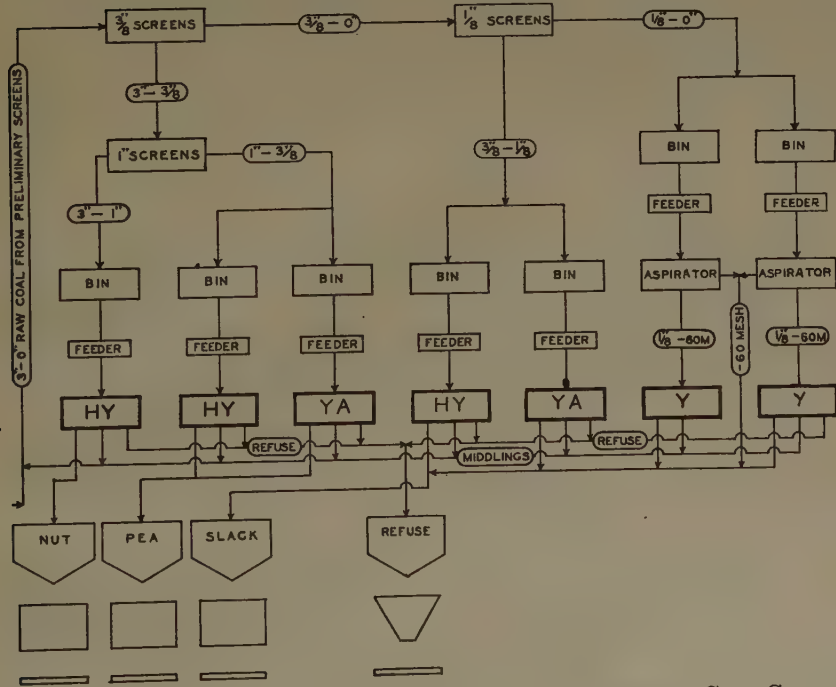 3/8" SCREENS
3/8"-0"
1/8" SCREENS
1/8"-0"
3"-0" RAW COAL FROM PRELIMINARY SCREENS
3"-3/8"
1" SCREENS
1"-3/8"
3/8"-1/8"
BIN
BIN
3"-1"
FEEDER
FEEDER
BIN
BIN
BIN
BIN
BIN
ASPIRATOR
ASPIRATOR
FEEDER
FEEDER
FEEDER
FEEDER
FEEDER
1/8"-60M
-60 MESH
1/8"-60M
HY
HY
YA
HY
YA
Y
Y
REFUSE
REFUSE
MIDDLINGS
NUT
PEA
SLACK
REFUSE